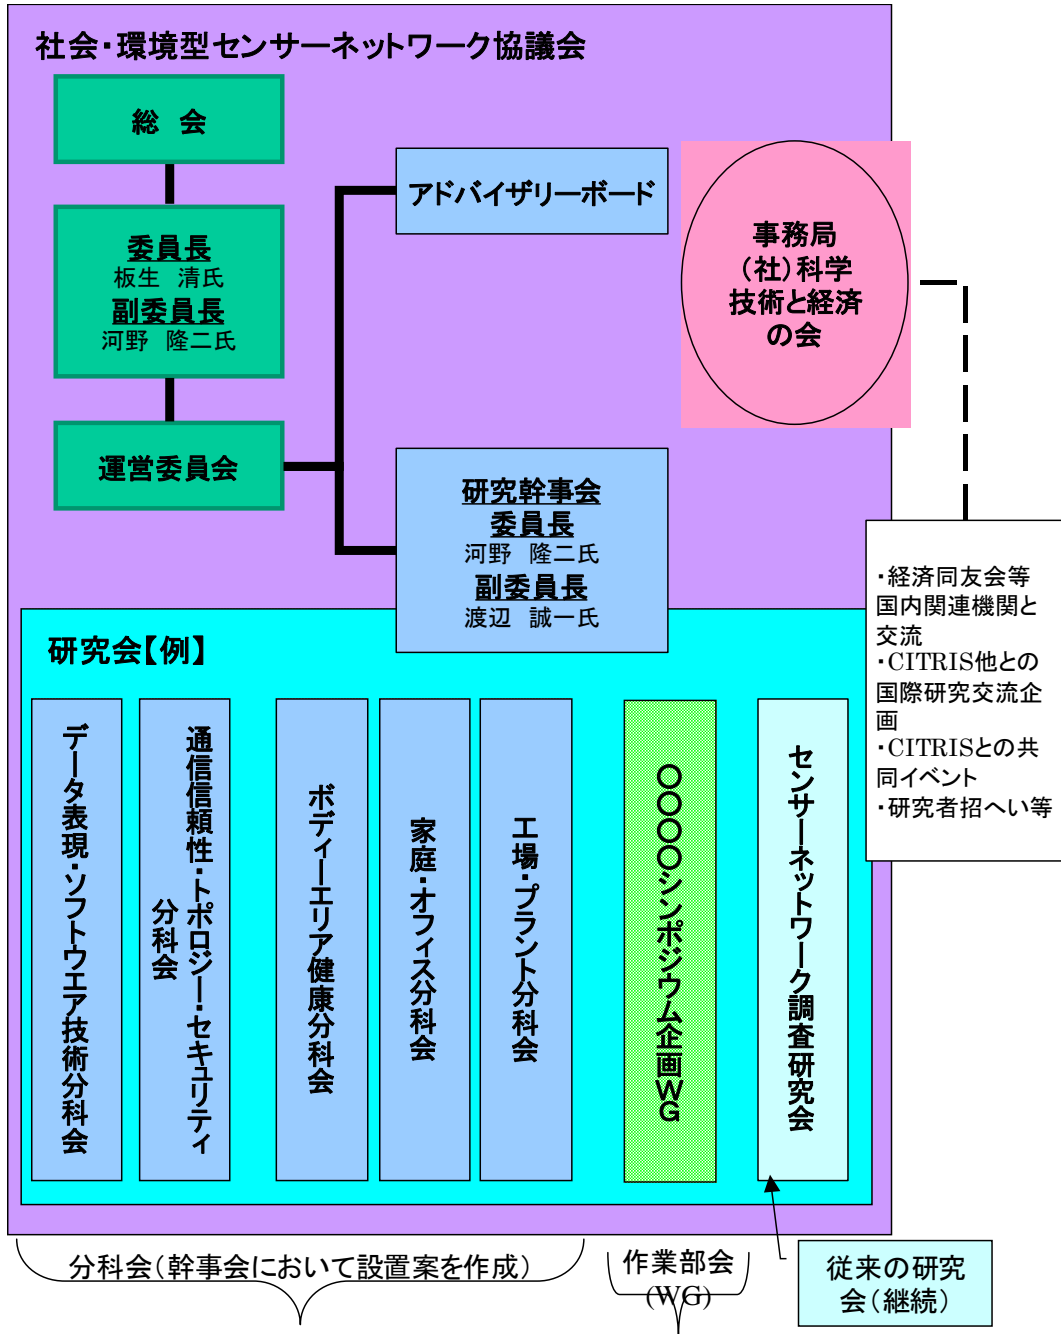 社会・環境型センサーネットワーク協議会
総　会
委員長
板生　清氏
副委員長
河野　隆二氏
運営委員会
アドバイザリーボード
事務局
（社）科学
技術と経済
の会
研究幹事会
委員長
河野　隆二氏
副委員長
渡辺　誠一氏
・経済同友会等
国内関連機関と
交流
・CITRIS他との
国際研究交流企
画
・CITRISとの共
同イベント
・研究者招へい等
研究会【例】
データ表現・ソフトウエア技術分科会
通信信頼性・トポロジー・セキュリティ
分科会
ボディーエリア健康分科会
家庭・オフィス分科会
工場・プラント分科会
〇〇〇〇シンポジウム企画WG
センサーネットワーク調査研究会
分科会（幹事会において設置案を作成）
作業部会
(WG)
従来の研究
会（継続）